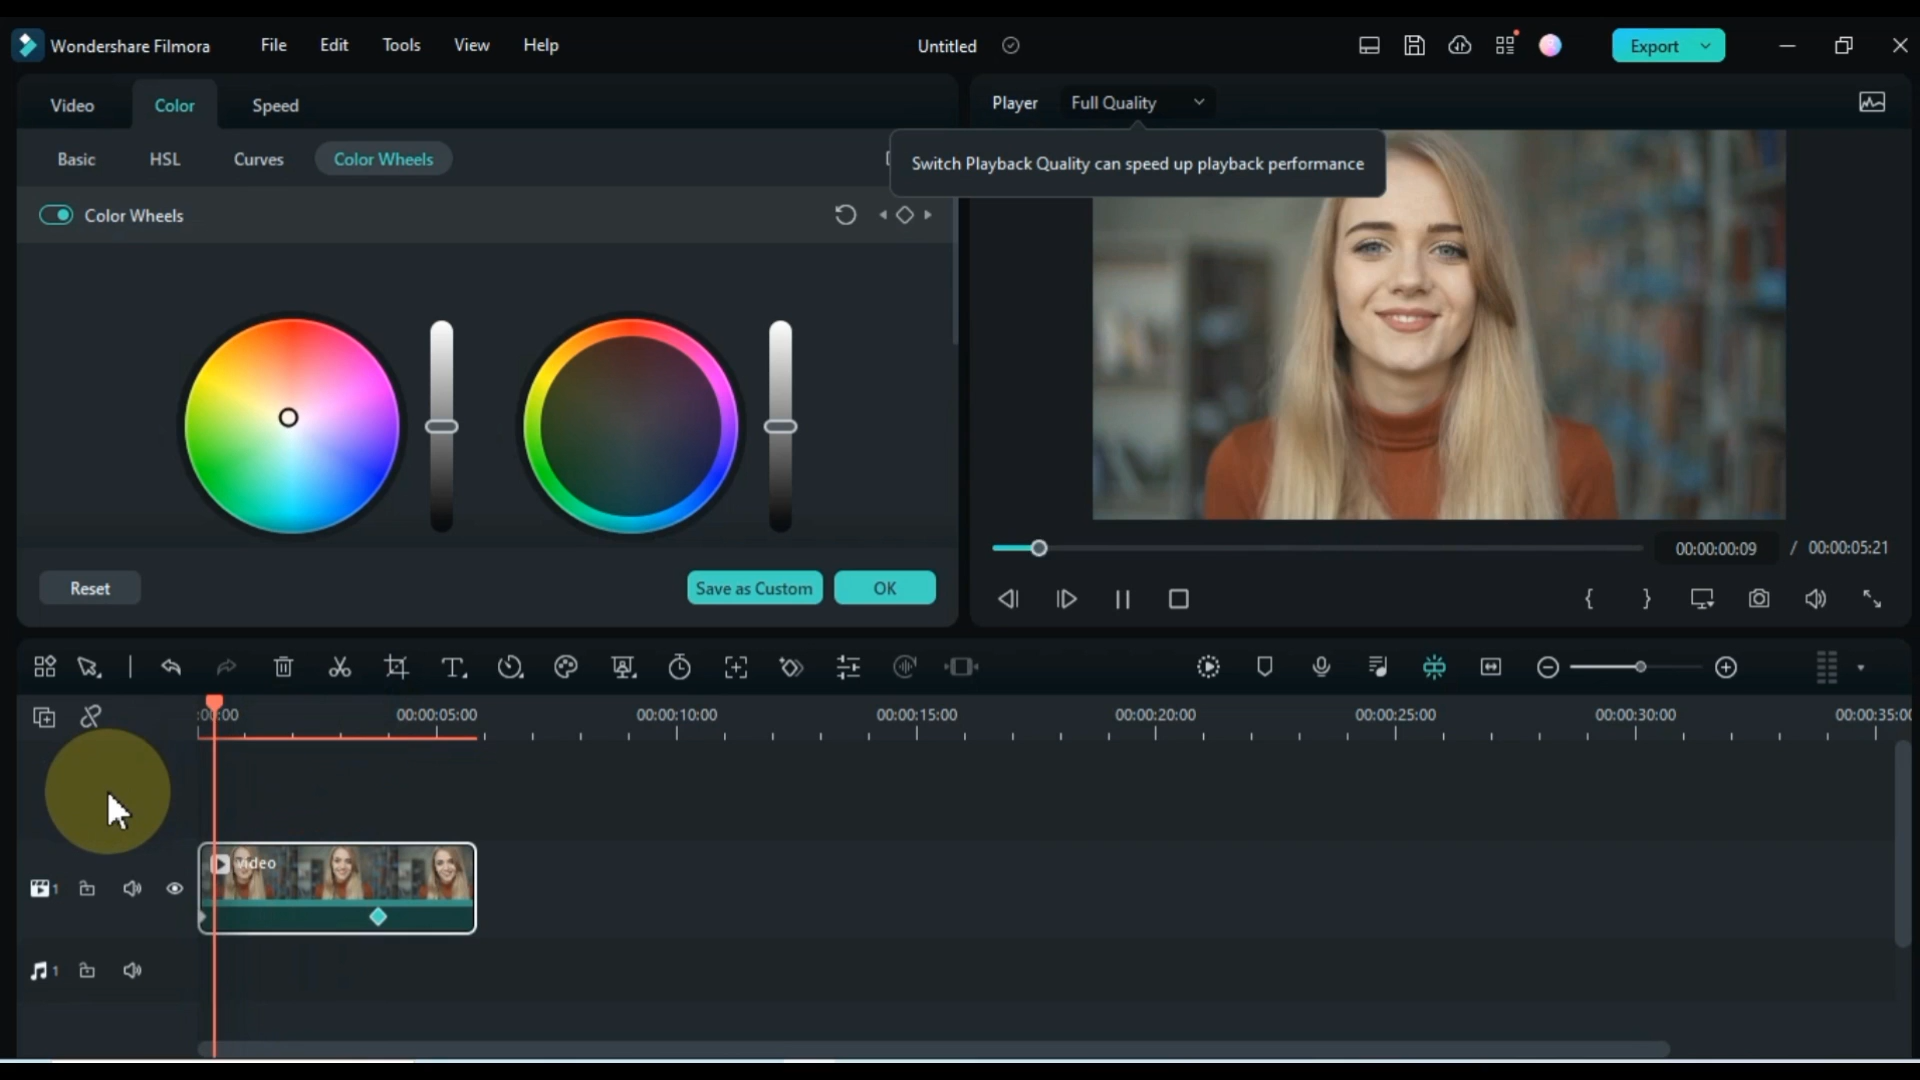 Wondershare Filmora File Edit Tools View Help Untitled Export
Video Color Speed
Player Full Quality
Basic HSL Curves Color Wheels
Switch Playback Quality can speed up playback performance
Color Wheels
00:00:00:09 / 00:00:05:21
Reset Save as Custom OK
:00:00 00:00:05:00 00:00:10:00 00:00:15:00 00:00:20:00 00:00:25:00 00:00:30:00 00:00:35:00
video
1
1